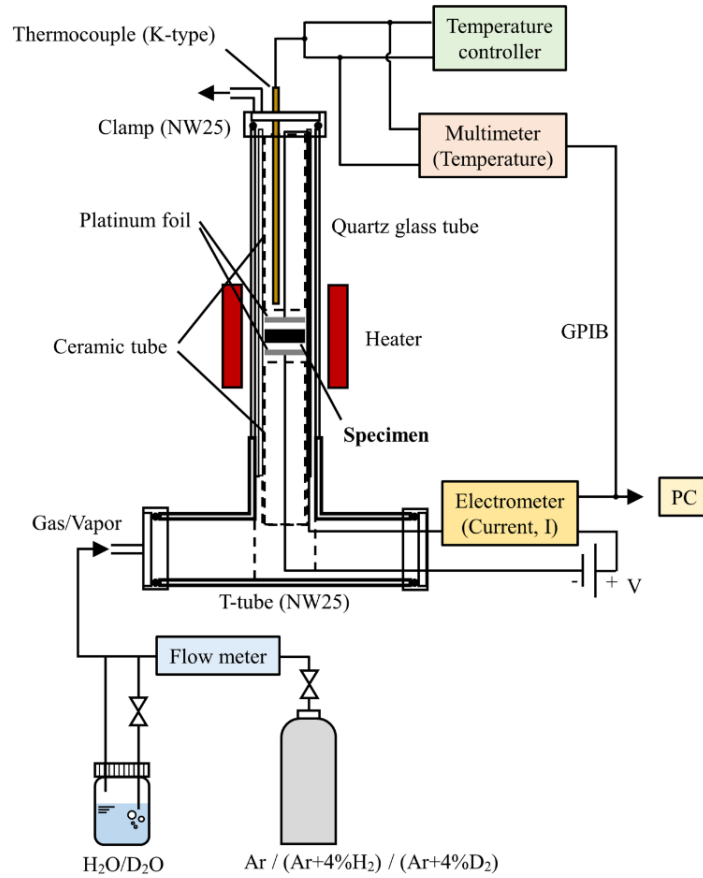 Thermocouple (K-type)
Temperature
controller
Clamp (NW25)
Multimeter
(Temperature)
Platinum foil
Quartz glass tube
Ceramic tube
Heater
GPIB
Specimen
Gas/Vapor
Electrometer
(Current, I)
PC
- + V
T-tube (NW25)
Flow meter
H₂O/D₂O
Ar / (Ar+4%H₂) / (Ar+4%D₂)